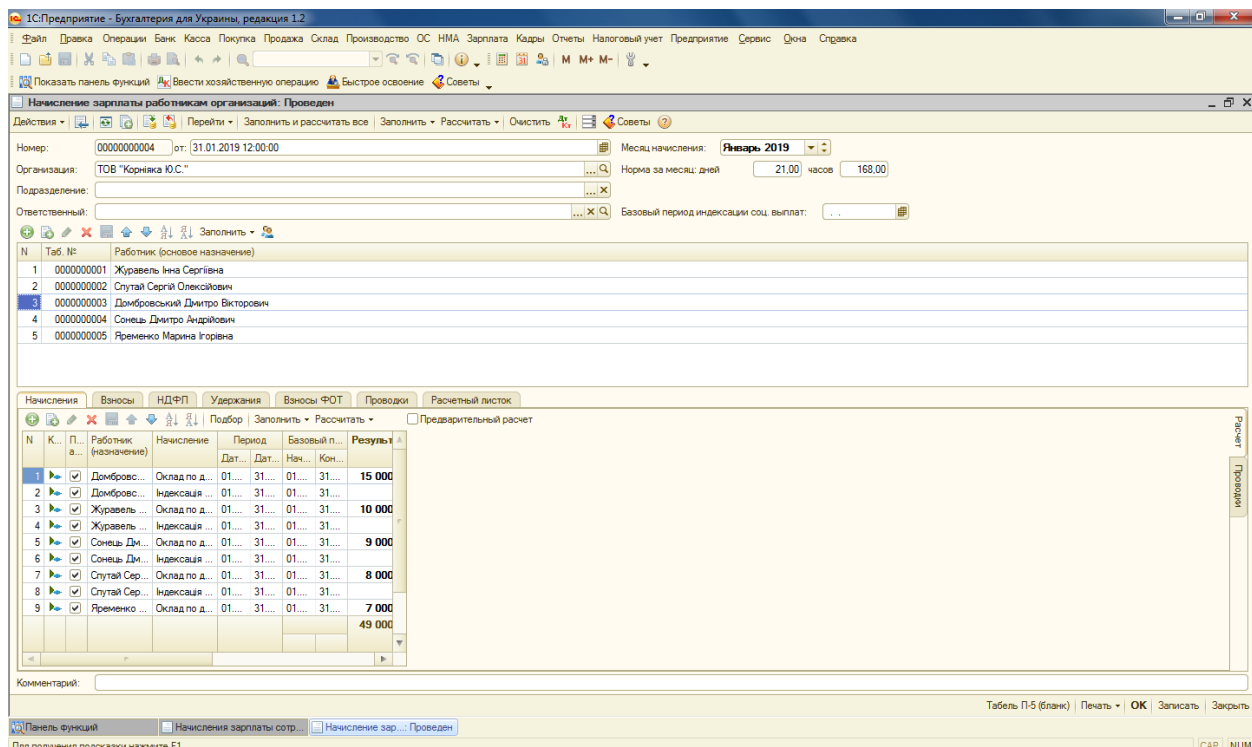 1С:Предприятие - Бухгалтерия для Украины, редакция 1.2
Файл Правка Операции Банк Касса Покупка Продажа Склад Производство ОС НМА Зарплата Кадры Отчеты Налоговый учет Предприятие Сервис Окна Справка
M M+ M-
Показать панель функций Ввести хозяйственную операцию Быстрое освоение Советы
Начисление зарплаты работникам организаций: Проведен
Действия Перейти Заполнить и рассчитать все Заполнить Рассчитать Очистить Советы
Номер: 00000000004 от: 31.01.2019 12:00:00 Месяц начисления: Январь 2019
Организация: ТОВ "Корніяка Ю.С." ... Норма за месяц: дней 21,00 часов 168,00
Подразделение: ... X
Ответственный: ... X Базовый период индексации соц. выплат: . .
Заполнить
N Таб. № Работник (основое назначение)
1 0000000001 Журавель Інна Сергіївна
2 0000000002 Спутай Сергій Олексійович
3 0000000003 Домбровський Дмитро Вікторович
4 0000000004 Сонець Дмитро Андрійович
5 0000000005 Яременко Марина Ігорівна
Начисления Взносы НДФЛ Удержания Взносы ФОТ Проводки Расчетный листок
Подбор Заполнить Рассчитать Предварительный расчет
N К... П... Работник Начисление Период Базовый п... Результ
а... (назначение) Дат... Дат... Нач... Кон...
1 Домбровс... Оклад по д... 01.... 31.... 01.... 31.... 15 000
2 Домбровс... Індексація ... 01.... 31.... 01.... 31....
3 Журавель ... Оклад по д... 01.... 31.... 01.... 31.... 10 000
4 Журавель ... Індексація ... 01.... 31.... 01.... 31....
5 Сонець Дм... Оклад по д... 01.... 31.... 01.... 31.... 9 000
6 Сонець Дм... Індексація ... 01.... 31.... 01.... 31....
7 Спутай Сер... Оклад по д... 01.... 31.... 01.... 31.... 8 000
8 Спутай Сер... Індексація ... 01.... 31.... 01.... 31....
9 Яременко ... Оклад по д... 01.... 31.... 01.... 31.... 7 000
49 000
Расчет
Проводки
Комментарий:
Табель П-5 (бланк) Печать OK Записать Закрыть
Панель функций Начисления зарплаты сотр... Начисление зар...: Проведен
Для получения подсказки нажмите F1 CAP NUM